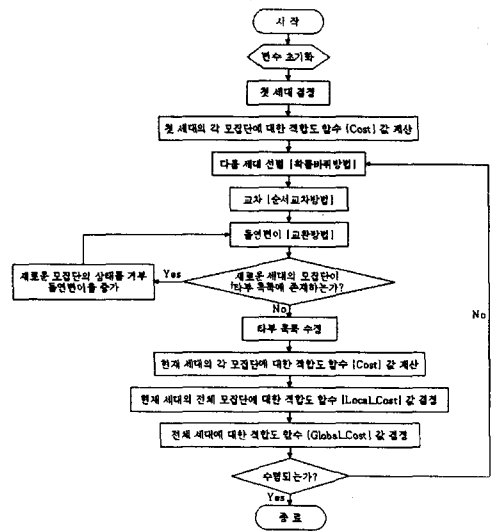 시 작
변수 초기화
첫 세대 결정
첫 세대의 각 모집단에 대한 적합도 함수 [Cost] 값 계산
다음 세대 선별 [확률바퀴방법]
교차 [순서교차방법]
돌연변이 [교환방법]
새로운 모집단의 상태를 거부
돌연변이율 증가
Yes
새로운 세대의 모집단이
타부 목록에 존재하는가?
No
No
타부 목록 수정
현재 세대의 각 모집단에 대한 적합도 함수 [Cost] 값 계산
현재 세대의 전체 모집단에 대한 적합도 함수 [Local_Cost] 값 결정
전체 세대에 대한 적합도 함수 [Global_Cost] 값 결정
수렴되는가?
Yes
종 료